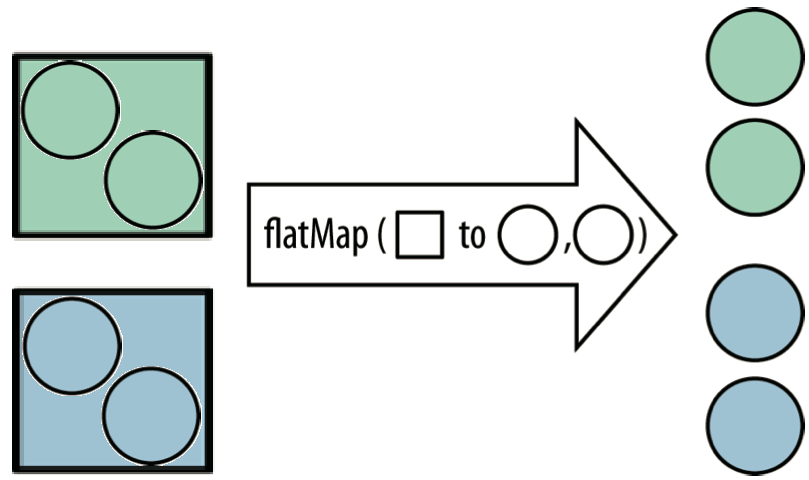 flatMap ( to , )